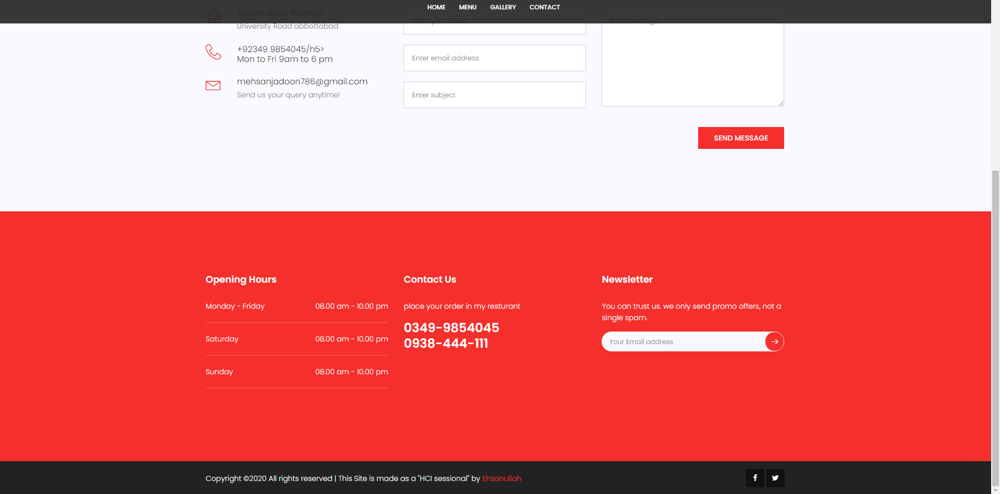 HOME MENU GALLERY CONTACT
Abbottabad Pakistan
University Road abbottabad
+92349 9854045/h5>
Mon to Fri 9am to 6 pm
mehsanjadoon786@gmail.com
Send us your query anytime!
Enter your name
Enter email address
Enter subject
Enter Message
SEND MESSAGE
Opening Hours
Monday - Friday 08.00 am - 10.00 pm
Saturday 08.00 am - 10.00 pm
Sunday 08.00 am - 10.00 pm
Contact Us
place your order in my resturant
0349-9854045
0938-444-111
Newsletter
You can trust us. we only send promo offers, not a
single spam.
Your Email address
Copyright ©2020 All rights reserved | This Site is made as a "HCI sessional" by Ehsanullah